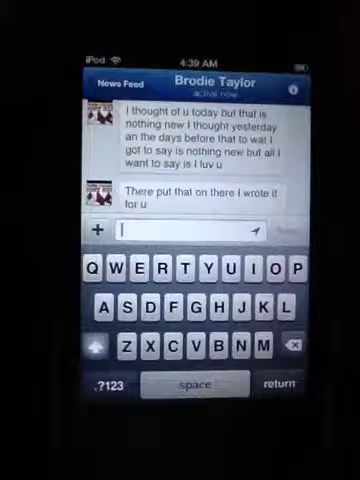 iPod 4:39 AM
News Feed Brodie Taylor
active now
I thought of u today but that is
nothing new I thought yesterday
an the days before that to wat I
got to say is nothing new but all I
want to say is I luv u
There put that on there I wrote it
for u
Q W E R T Y U I O P
A S D F G H J K L
Z X C V B N M
.?123 space return